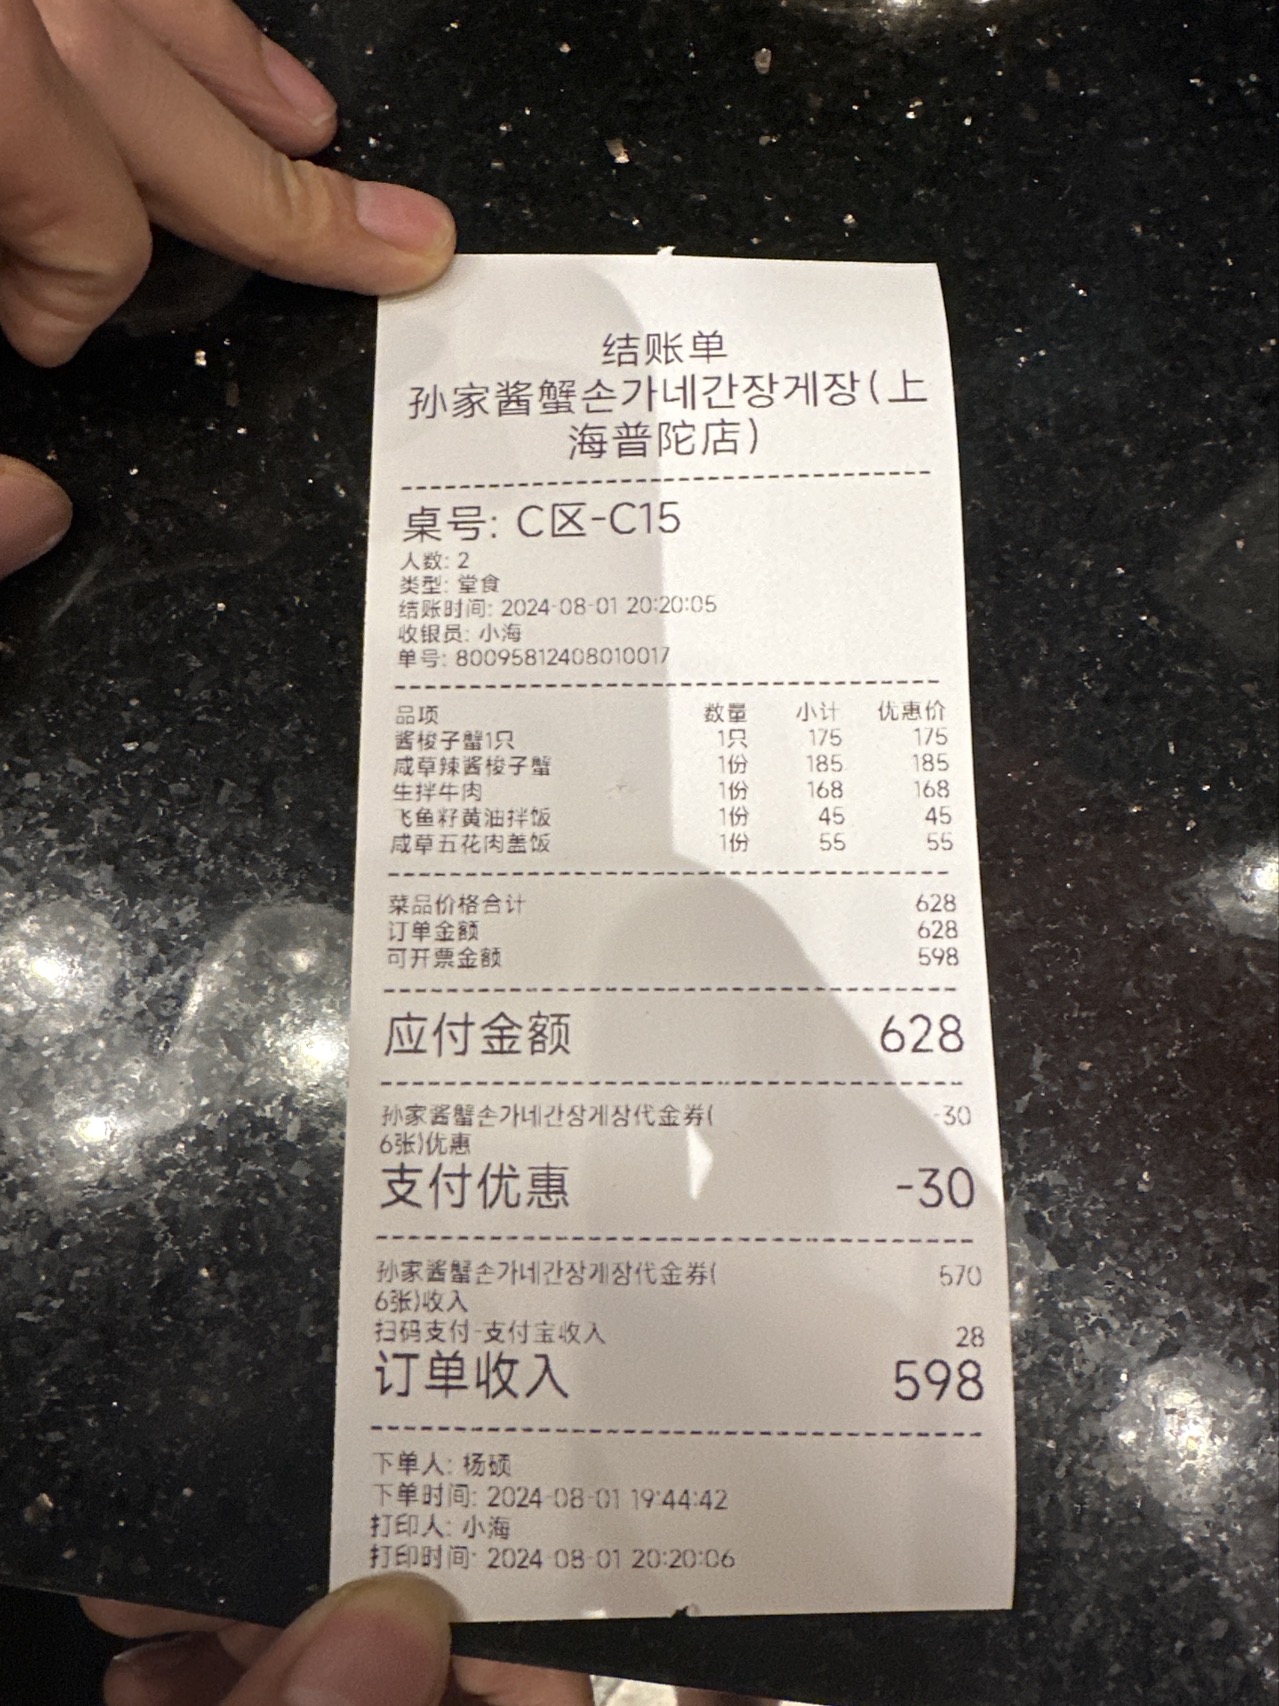 结账单
孙家酱蟹손가네간장게장(上
海普陀店)
桌号: C区-C15
人数: 2
类型: 堂食
结账时间: 2024-08-01 20:20:05
收银员: 小海
单号: 80095812408010017
品项 数量 小计 优惠价
酱梭子蟹1只 1只 175 175
咸草辣酱梭子蟹 1份 185 185
生拌牛肉 1份 168 168
飞鱼籽黄油拌饭 1份 45 45
咸草五花肉盖饭 1份 55 55
菜品价格合计 628
订单金额 628
可开票金额 598
应付金额 628
孙家酱蟹손가네간장게장代金券( -30
6张)优惠
支付优惠 -30
孙家酱蟹손가네간장게장代金券( 570
6张)收入
扫码支付-支付宝收入 28
订单收入 598
下单人: 杨硕
下单时间: 2024-08-01 19:44:42
打印人: 小海
打印时间: 2024-08-01 20:20:06